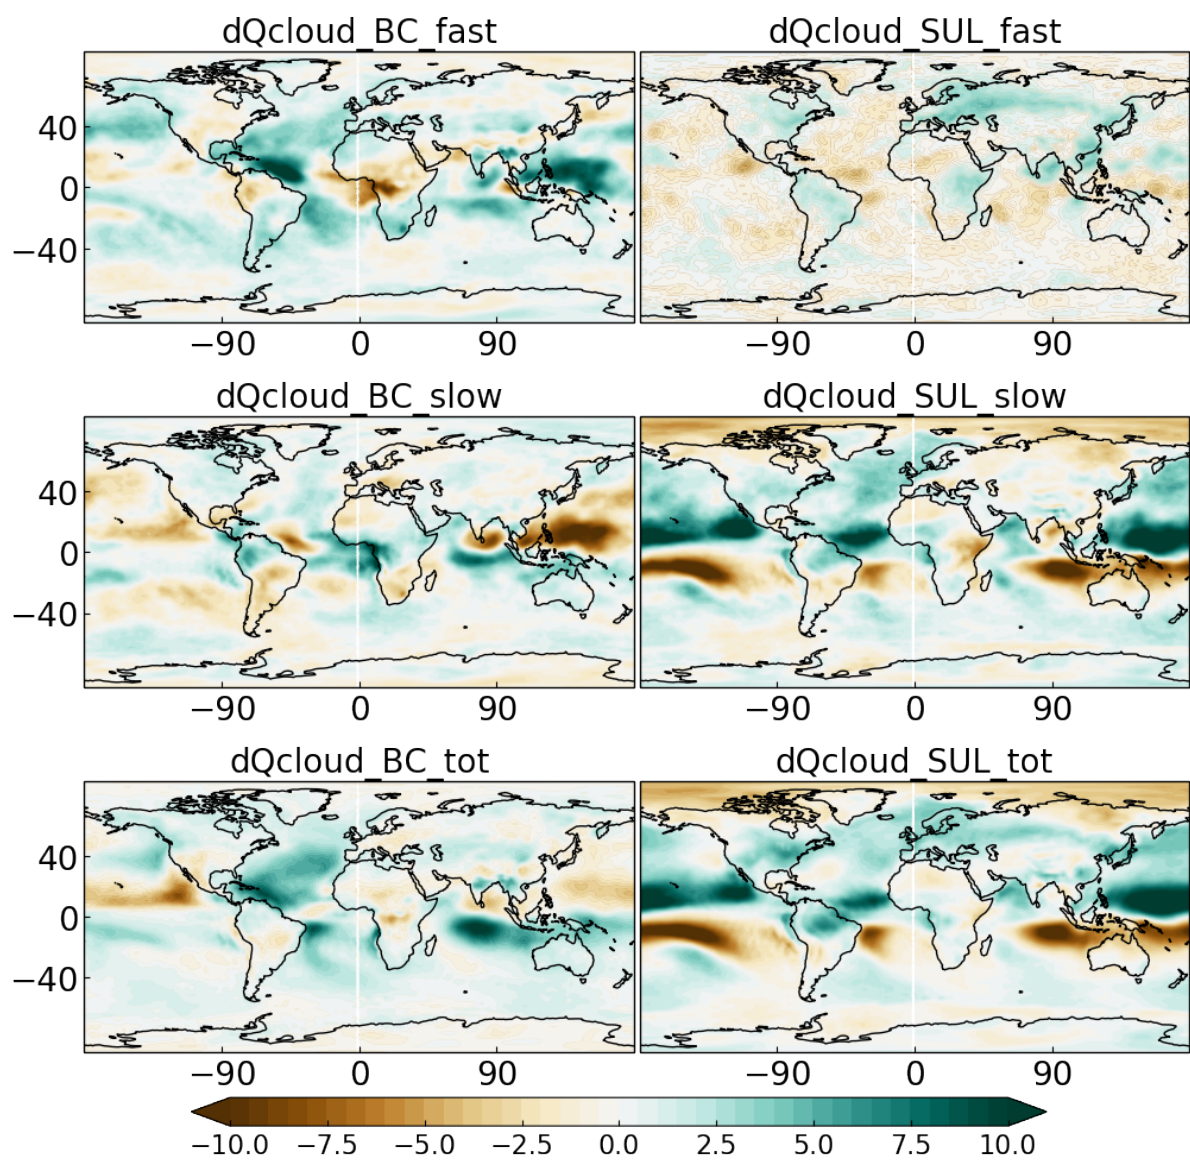 dQcloud_BC_fast
dQcloud_SUL_fast
40
0
−40
−90 0 90
−90 0 90
dQcloud_BC_slow
dQcloud_SUL_slow
40
0
−40
−90 0 90
−90 0 90
dQcloud_BC_tot
dQcloud_SUL_tot
40
0
−40
−90 0 90
−90 0 90
−10.0 −7.5 −5.0 −2.5 0.0 2.5 5.0 7.5 10.0